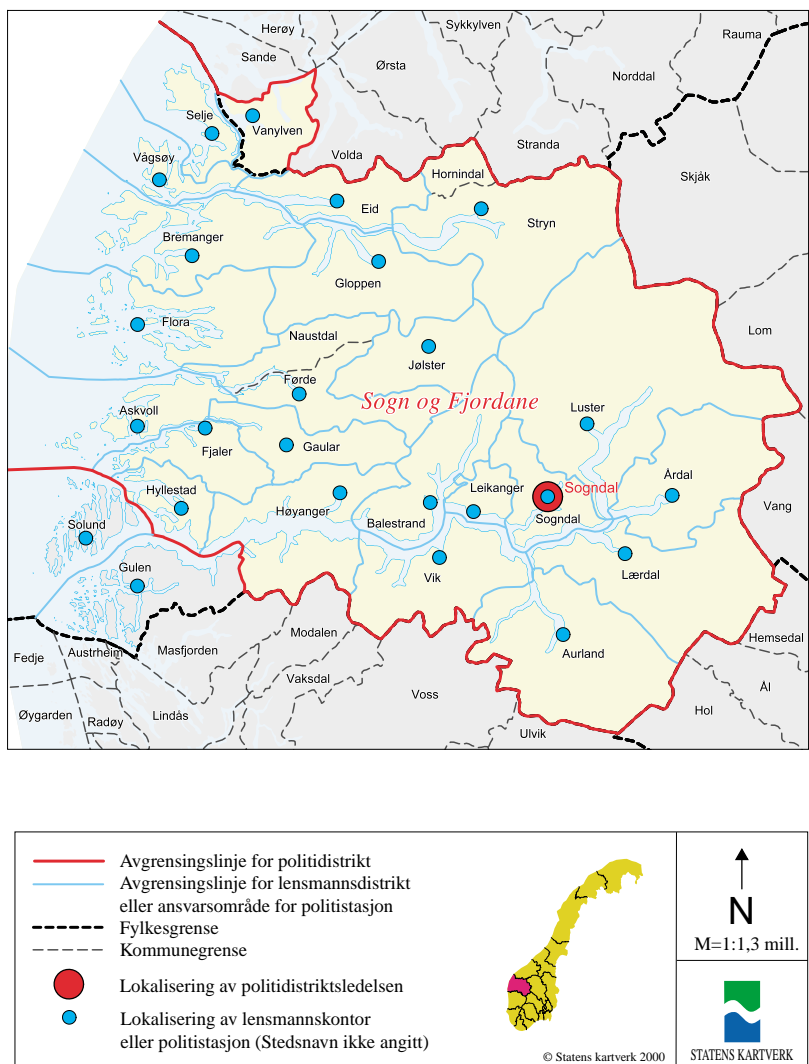 Herøy
Sykkylven
Rauma
Sande
Ørsta
Norddal
Selje
Vanylven
Volda
Stranda
Vågsøy
Hornindal
Skjåk
Eid
Stryn
Bremanger
Gloppen
Flora
Naustdal
Lom
Jølster
Førde
Sogn og Fjordane
Askvoll
Luster
Fjaler
Gaular
Årdal
Hyllestad
Leikanger
Sogndal
Høyanger
Balestrand
Sogndal
Vang
Solund
Gulen
Vik
Lærdal
Modalen
Hemsedal
Fedje
Austrheim
Masfjorden
Aurland
Vaksdal
Voss
Ål
Øygarden
Radøy
Lindås
Hol
Ulvik
Avgrensingslinje for politidistrikt
Avgrensingslinje for lensmannsdistrikt
eller ansvarsområde for politistasjon
Fylkesgrense
Kommunegrense
Lokalisering av politidistriktsledelsen
Lokalisering av lensmannskontor
eller politistasjon (Stedsnavn ikke angitt)
© Statens kartverk 2000
N
M=1:1,3 mill.
STATENS KARTVERK